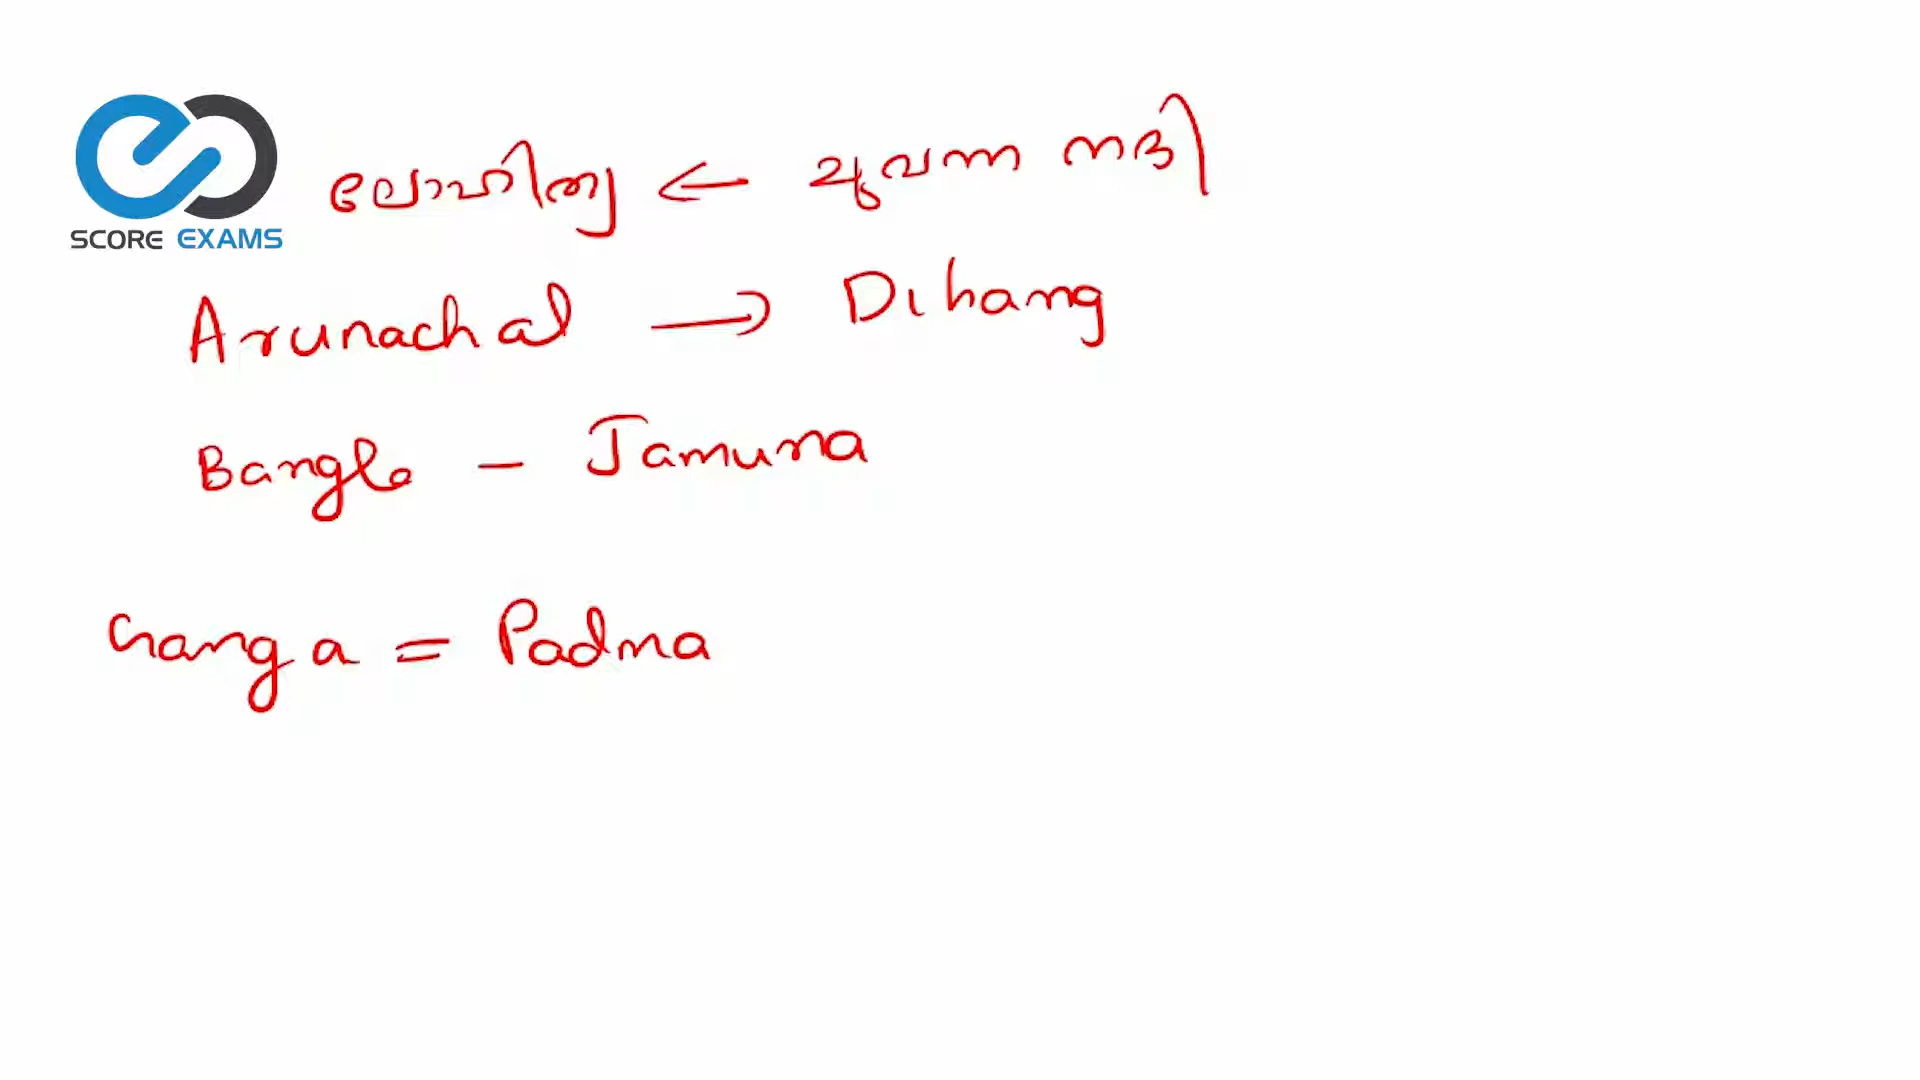 SCORE EXAMS
ലോഹിത്യ ← ചുവന്ന നദി
Arunachal → Dihang
Bangla - Jamuna
Ganga = Padma